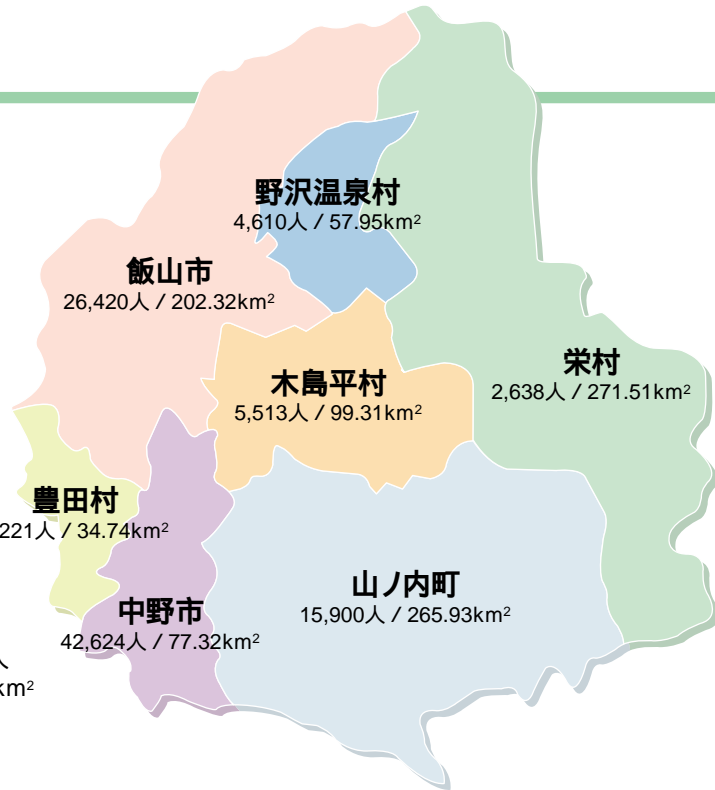 野沢温泉村
4,610人 / 57.95km²
飯山市
26,420人 / 202.32km²
栄村
2,638人 / 271.51km²
木島平村
5,513人 / 99.31km²
豊田村
221人 / 34.74km²
山ノ内町
15,900人 / 265.93km²
中野市
42,624人 / 77.32km²
人
km²